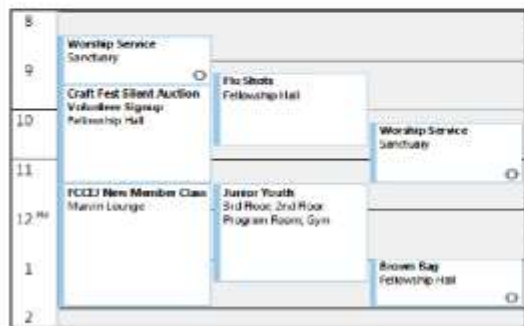 8
9
10
11
12 PM
1
2
Worship Service
Sanctuary
Craft Fest Silent Auction
Volunteer Signup
Fellowship Hall
FCCEJ New Member Class
Marvin Lounge
Flu Shots
Fellowship Hall
Junior Youth
3rd Floor, 2nd Floor
Program Room, Gym
Worship Service
Sanctuary
Brown Bag
Fellowship Hall